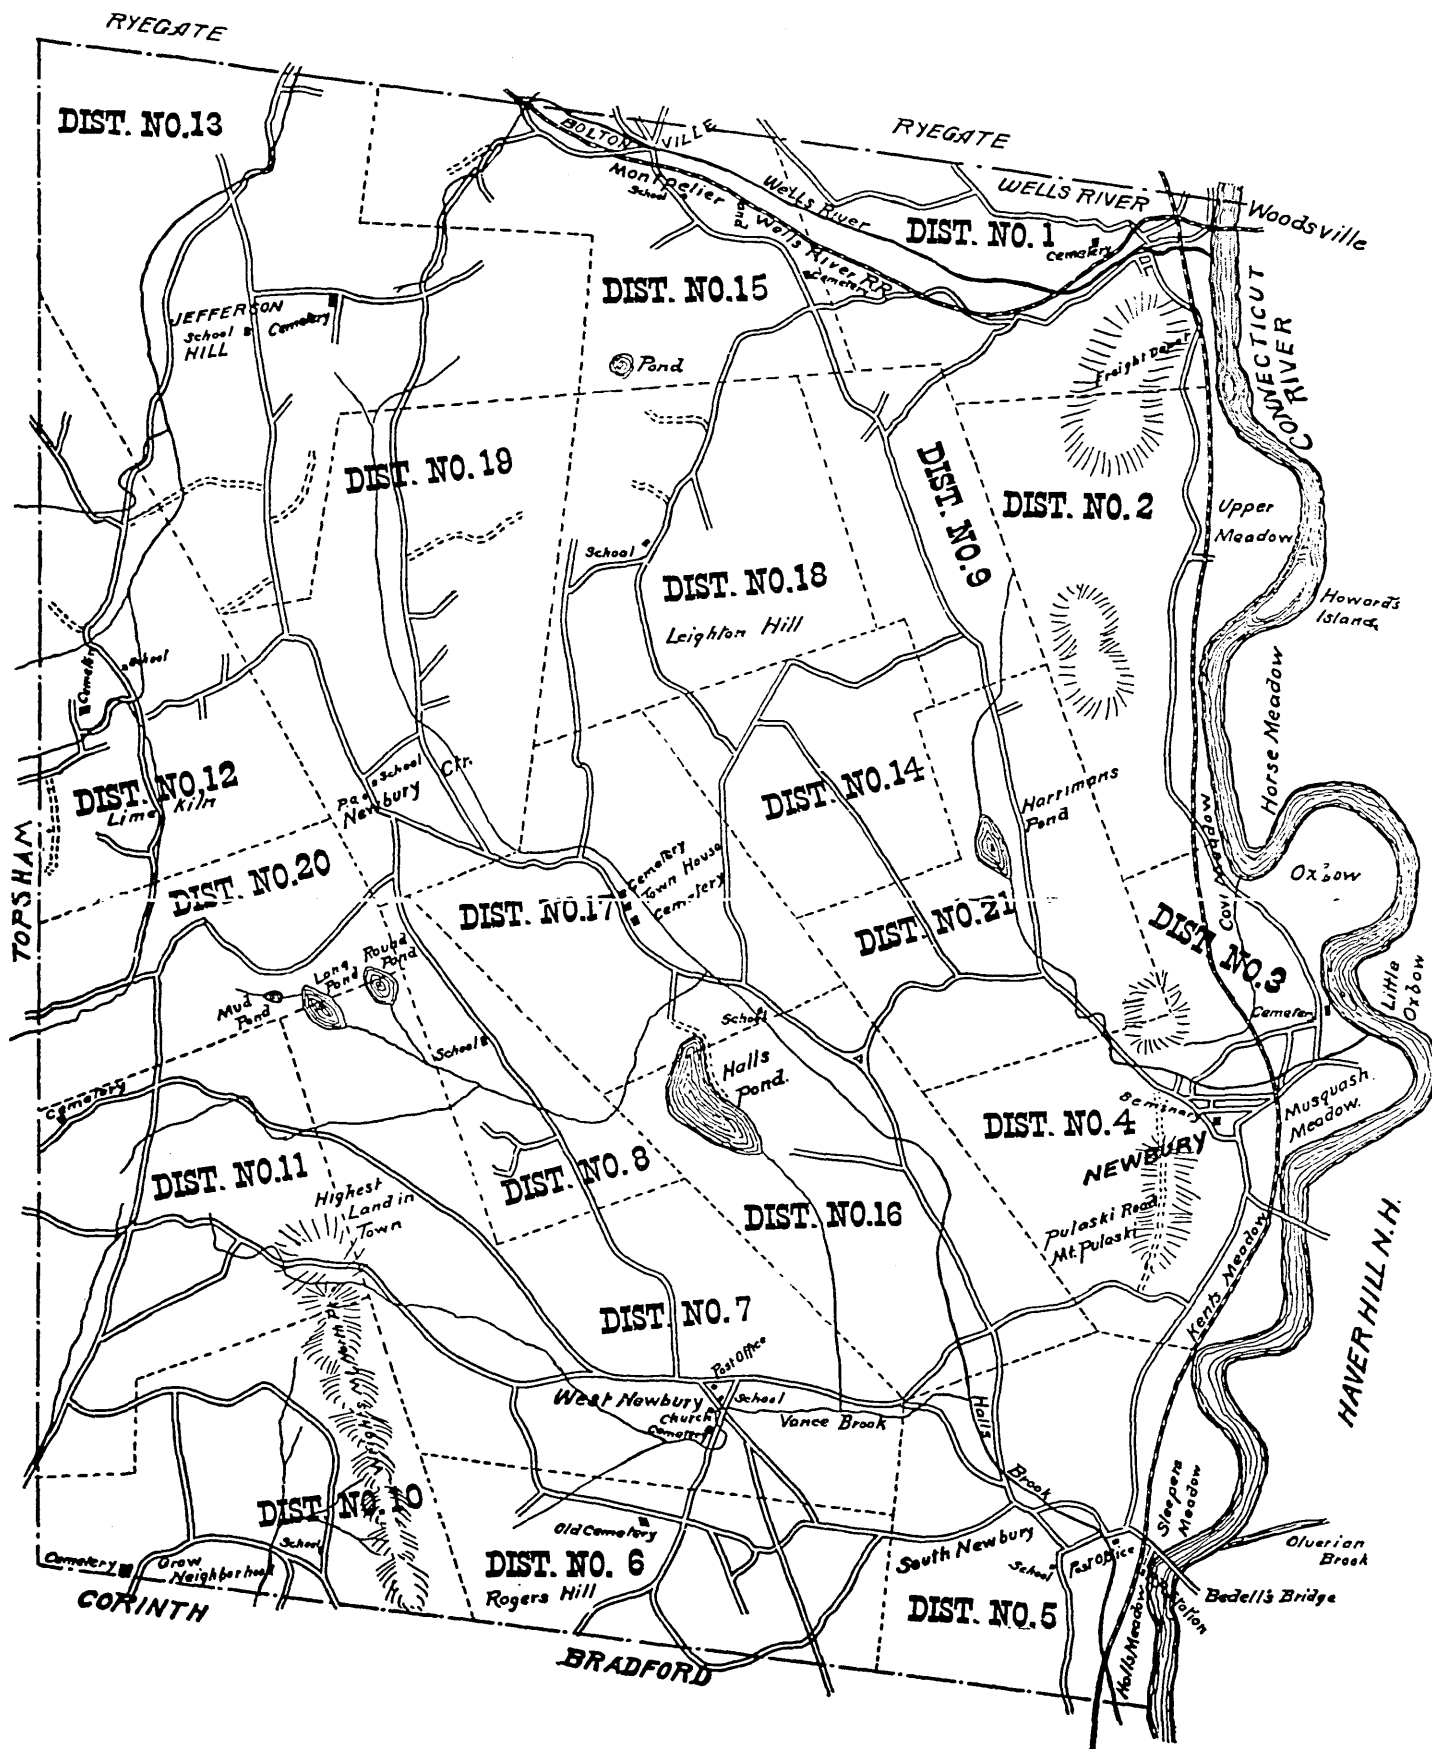 RYEGATE
DIST. NO.13
BOLTON VILLE
RYEGATE
Montpelier
School
and
Wells River
Wells River RR
WELLS RIVER
Woodsville
DIST. NO. 1
Cemetery
Cemetery
DIST. NO.15
JEFFERSON
School
HILL
Cemetery
Pond
CONNECTICUT
RIVER
DIST. NO. 19
DIST. NO. 9
DIST. NO. 2
Upper
Meadow
School
DIST. NO.18
Leighton Hill
Howard's
Island
Cemetery
School
Horse Meadow
DIST. NO.12
Lime Kiln
School
P.O.
Newbury
Ctr.
DIST. NO. 14
Harrimans
Pond
Cow Meadow
Oxbow
TOPSHAM
DIST. NO.20
DIST. NO.17
Cemetery
Town House
Cemetery
DIST. NO.21
DIST. NO.3
Little
Oxbow
Cemetery
Mud
Pond
Long
Pond
Round
Pond
School
School
Halls
Pond.
Cemetery
DIST. NO. 4
Seminary
NEWBURY
Musquash
Meadow.
DIST. NO.11
DIST. NO. 8
Highest
Land in
Town
DIST. NO.16
Pulaski Road
Mt. Pulaski
Kents Meadow
HAVERHILL N.H.
DIST. NO. 7
Post Office
West Newbury
School
Church
Cemetery
Vance Brook
Halls
Brook
DIST. NO. 10
School
Cemetery
Grow
Neighborhood
Old Cemetery
DIST. NO. 6
Rogers Hill
South Newbury
School
Post Office
Sleepers
Meadow
Oluerian
Brook
Bedell's Bridge
Station
Halls Meadow
DIST. NO.5
CORINTH
BRADFORD